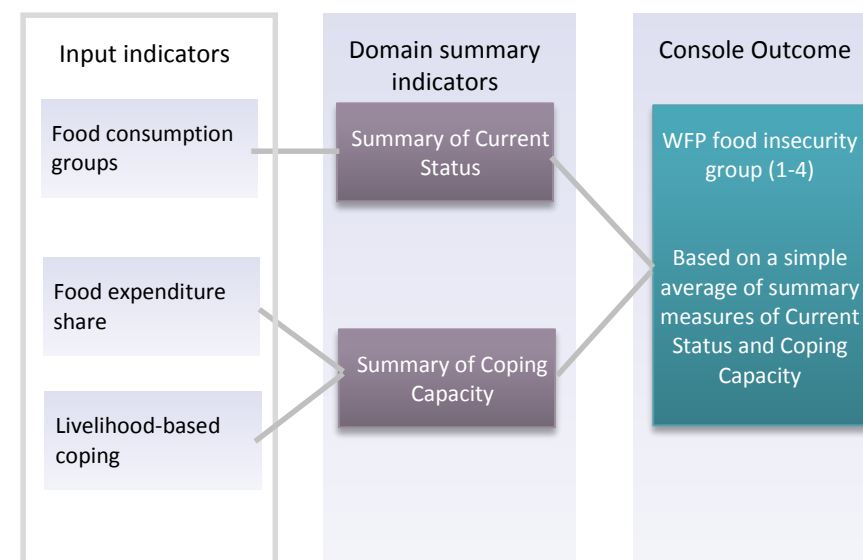 Input indicators
Food consumption
groups
Food expenditure
share
Livelihood-based
coping
Domain summary
indicators
Summary of Current
Status
Summary of Coping
Capacity
Console Outcome
WFP food insecurity
group (1-4)
Based on a simple
average of summary
measures of Current
Status and Coping
Capacity